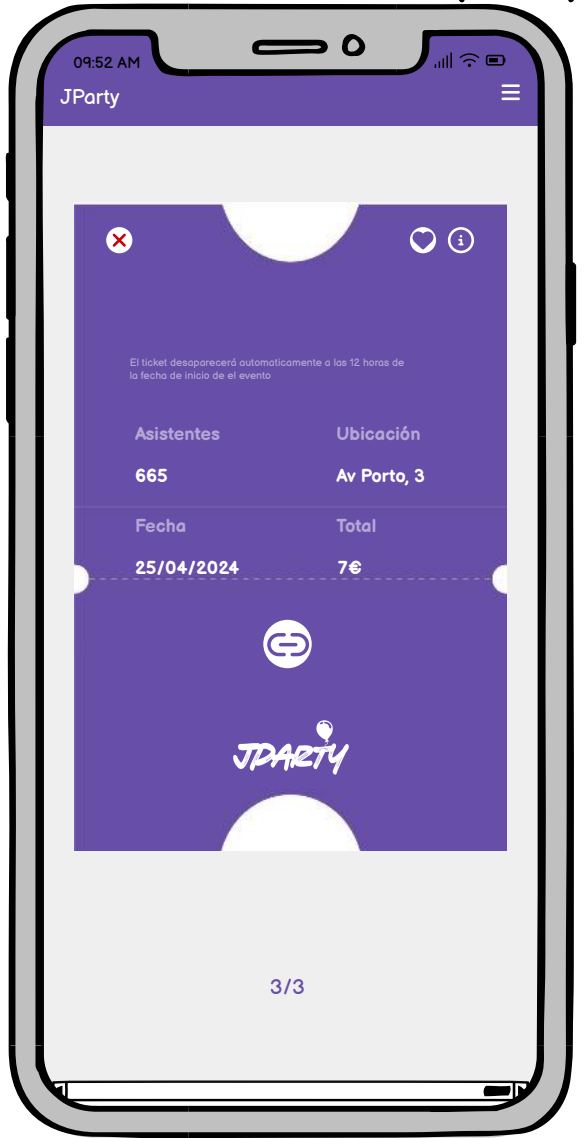 09:52 AM
JParty
El ticket desaparecerá automaticamente a las 12 horas de
la fecha de inicio de el evento
Asistentes
Ubicación
665
Av Porto, 3
Fecha
Total
25/04/2024
7€
JPARTY
3/3